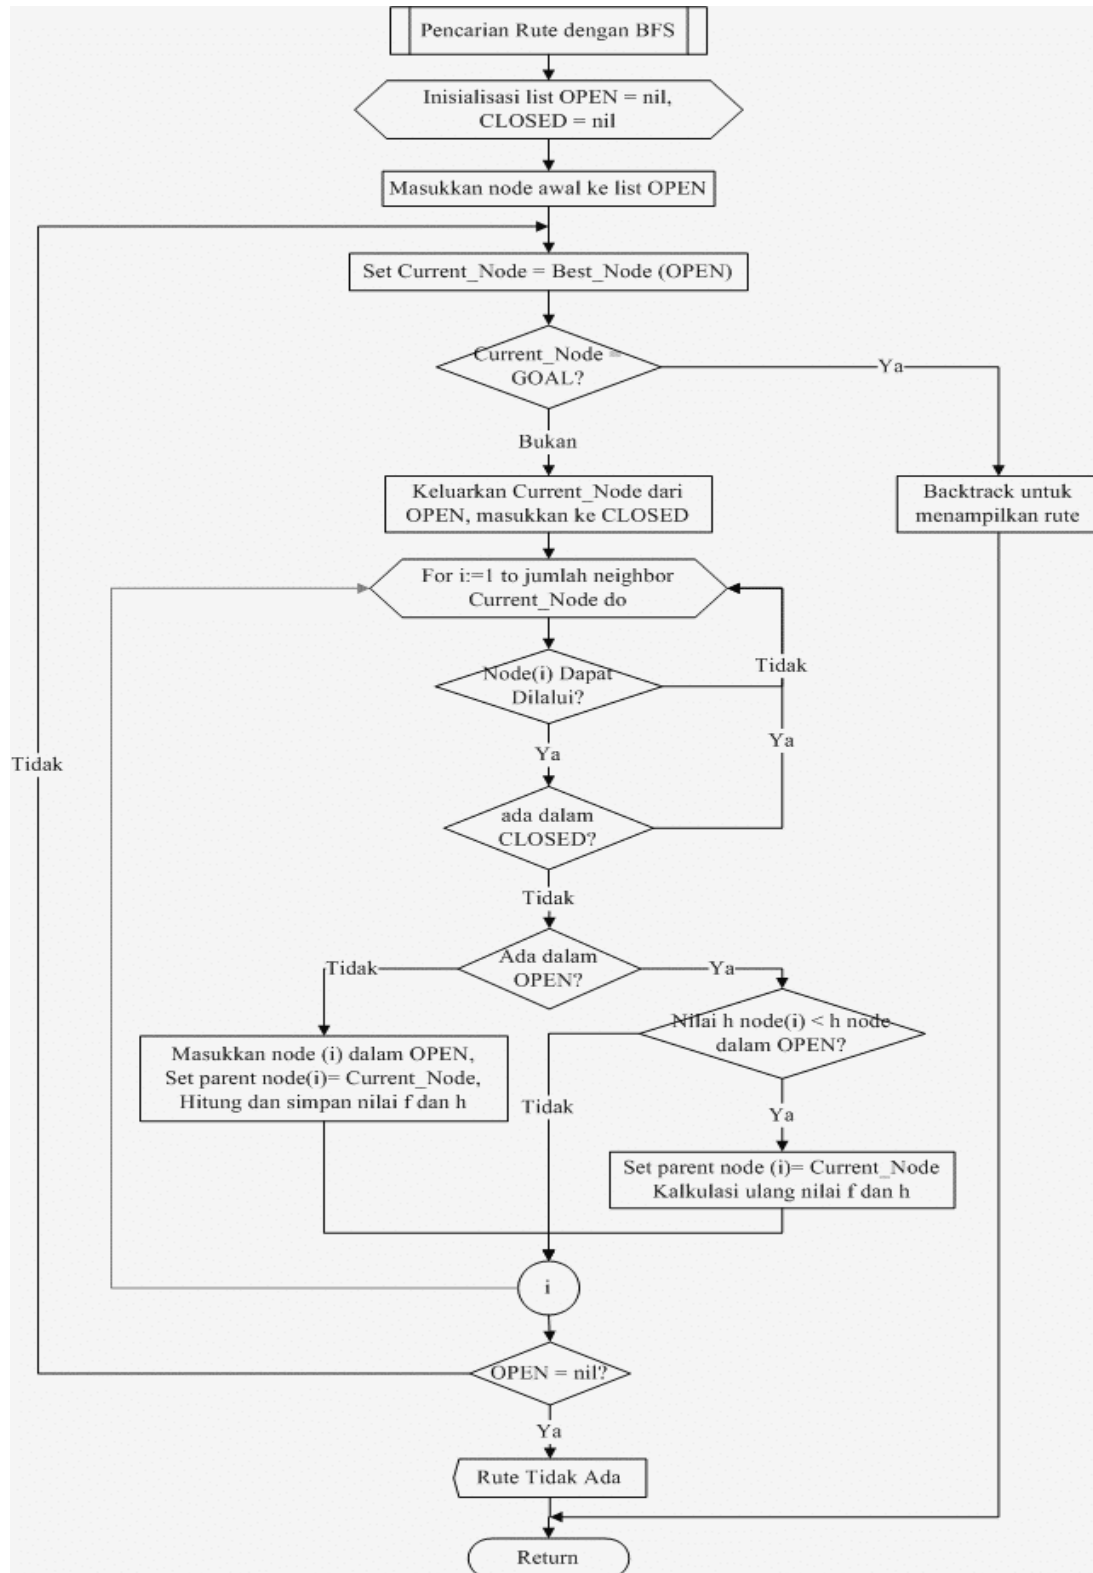 Pencarian Rute dengan BFS
Inisialisasi list OPEN = nil,
CLOSED = nil
Masukkan node awal ke list OPEN
Set Current_Node = Best_Node (OPEN)
Current_Node =
GOAL?
Ya
Bukan
Keluarkan Current_Node dari
OPEN, masukkan ke CLOSED
Backtrack untuk
menampilkan rute
For i:=1 to jumlah neighbor
Current_Node do
Node(i) Dapat
Dilalui?
Tidak
Ya
Ya
Tidak
ada dalam
CLOSED?
Tidak
Ada dalam
OPEN?
Tidak
Ya
Nilai h node(i) < h node
dalam OPEN?
Masukkan node (i) dalam OPEN,
Set parent node(i)= Current_Node,
Hitung dan simpan nilai f dan h
Tidak
Ya
Set parent node (i)= Current_Node
Kalkulasi ulang nilai f dan h
i
OPEN = nil?
Ya
Rute Tidak Ada
Return